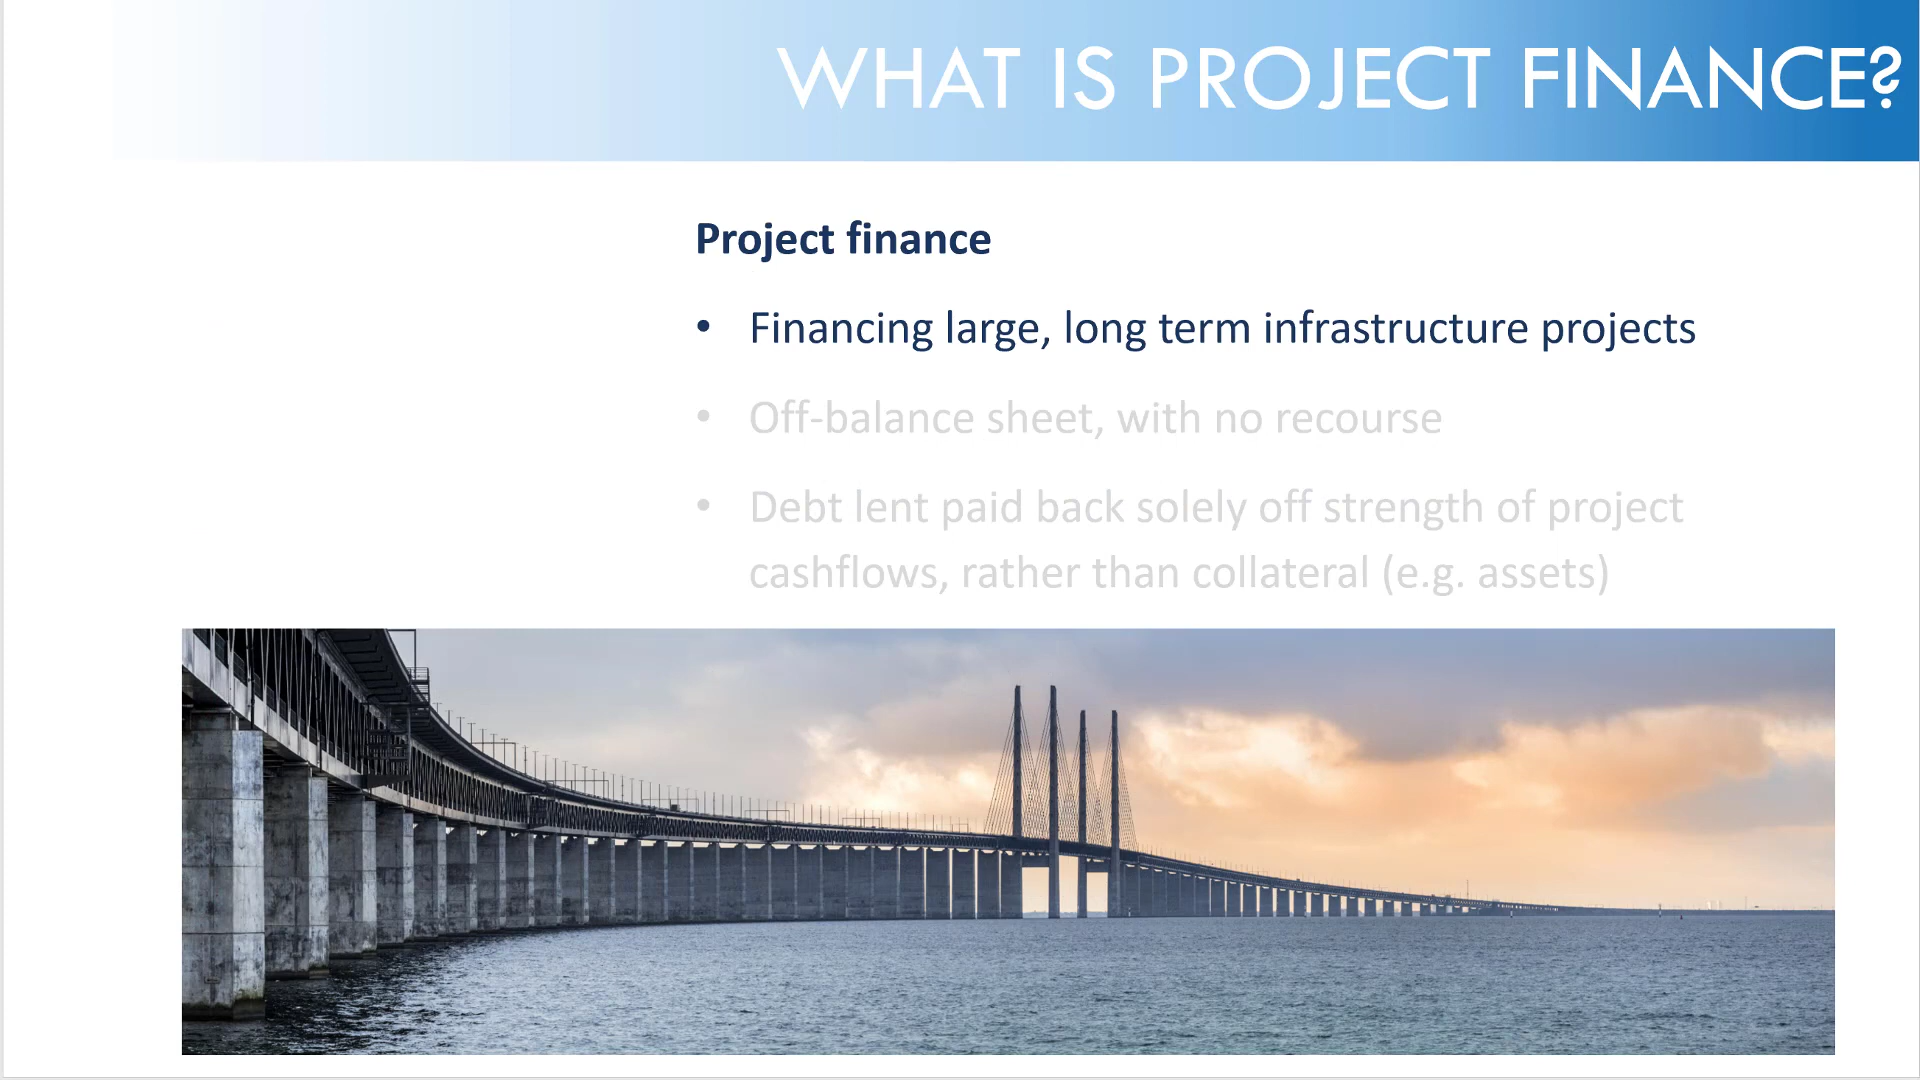 WHAT IS PROJECT FINANCE?
Project finance
• Financing large, long term infrastructure projects
• Off-balance sheet, with no recourse
• Debt lent paid back solely off strength of project
cashflows, rather than collateral (e.g. assets)